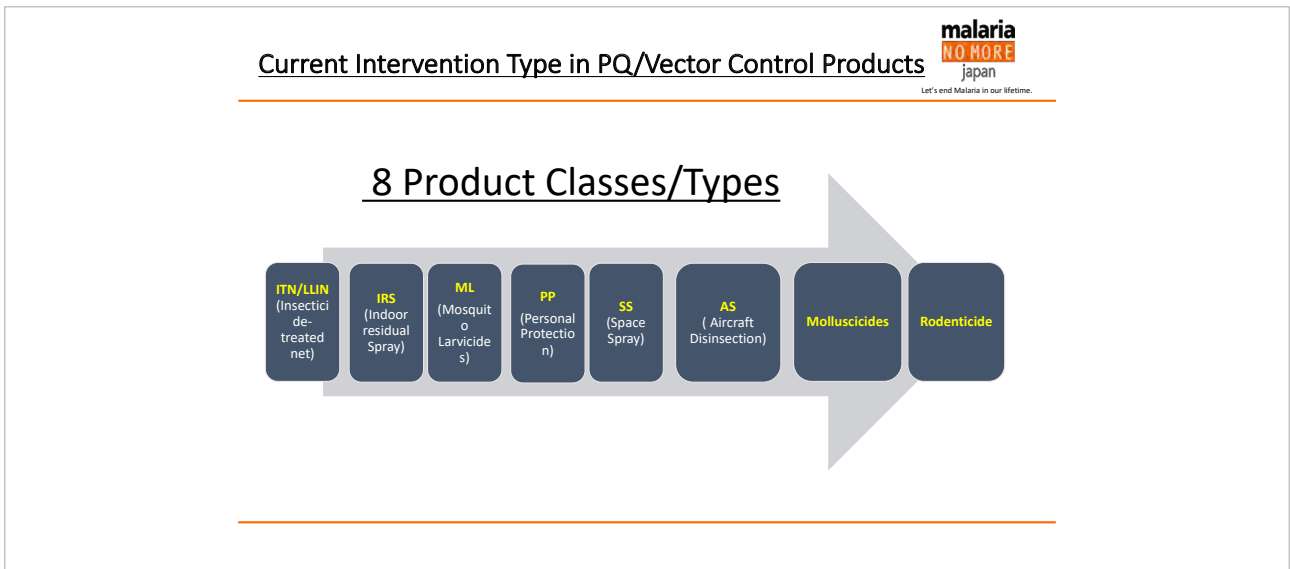 Current Intervention Type in PQ/Vector Control Products
malaria
NO MORE
japan
Let's end Malaria in our lifetime.
8 Product Classes/Types
ITN/LLIN
(Insectici
de-
treated
net)
IRS
(Indoor
residual
Spray)
ML
(Mosquit
o
Larvicide
s)
PP
(Personal
Protectio
n)
SS
(Space
Spray)
AS
( Aircraft
Disinsection)
Molluscicides
Rodenticide